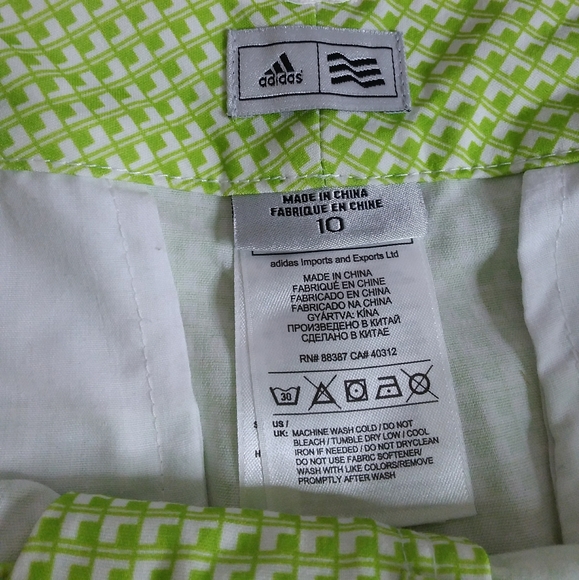 adidas
MADE IN CHINA
FABRIQUE EN CHINE
10
adidas Imports and Exports Ltd
MADE IN CHINA
FABRIQUÉ EN CHINE
FABRICADO EN CHINA
FABRICADO NA CHINA
GYÁRTVA: KÍNA
ПРОИЗВЕДЕНО В КИТАЙ
СДЕЛАНО В КИТАЕ
RN# 88387 CA# 40312
30
US /
UK: MACHINE WASH COLD / DO NOT
BLEACH / TUMBLE DRY LOW / COOL
IRON IF NEEDED / DO NOT DRYCLEAN
DO NOT USE FABRIC SOFTENER/
WASH WITH LIKE COLORS/REMOVE
PROMPTLY AFTER WASH